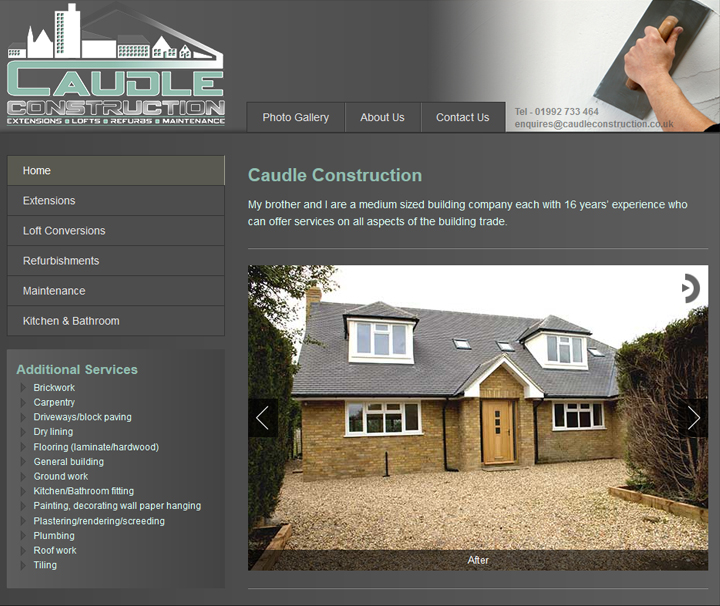 CAUDLE
CONSTRUCTION
EXTENSIONS LOFTS REFURBS MAINTENANCE
Photo Gallery
About Us
Contact Us
Tel - 01992 733 464
enquires@caudleconstruction.co.uk
Home
Extensions
Loft Conversions
Refurbishments
Maintenance
Kitchen & Bathroom
Additional Services
Brickwork
Carpentry
Driveways/block paving
Dry lining
Flooring (laminate/hardwood)
General building
Ground work
Kitchen/Bathroom fitting
Painting, decorating wall paper hanging
Plastering/rendering/screeding
Plumbing
Roof work
Tiling
Caudle Construction
My brother and I are a medium sized building company each with 16 years' experience who
can offer services on all aspects of the building trade.
After